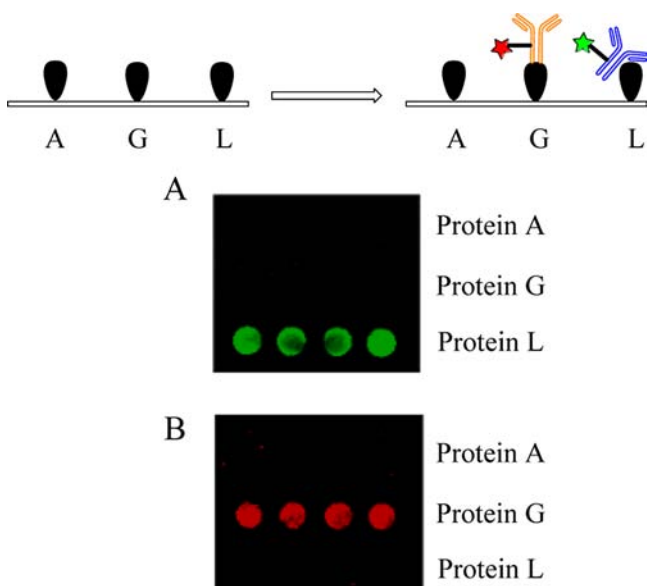 A G L A G L
A
Protein A
Protein G
Protein L
B
Protein A
Protein G
Protein L